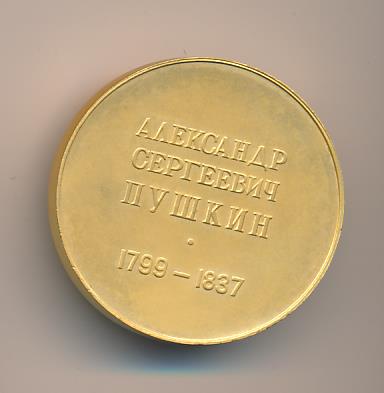 АЛЕКСАНДР
СЕРГЕЕВИЧ
ПУШКИН
·
1799 – 1837